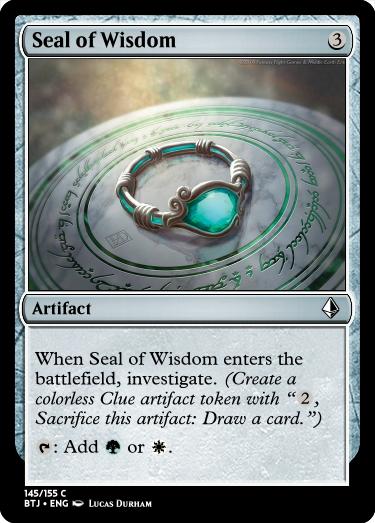 Seal of Wisdom 3
Artifact
When Seal of Wisdom enters the
battlefield, investigate. (Create a
colorless Clue artifact token with “2,
Sacrifice this artifact: Draw a card.”)
: Add or .
145/155 C
BTJ • ENG Lucas Durham